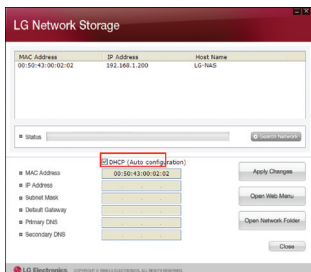 LG Network Storage
MAC Address IP Address Host Name
00:50:43:00:02:02 192.168.1.200 LG-NAS
Status Search Network
DHCP (Auto configuration)
MAC Address 00:50:43:00:02:02 Apply Changes
IP Address
Subnet Mask Open Web Menu
Default Gateway
Primary DNS Open Network Folder
Secondary DNS
Close
LG Electronics